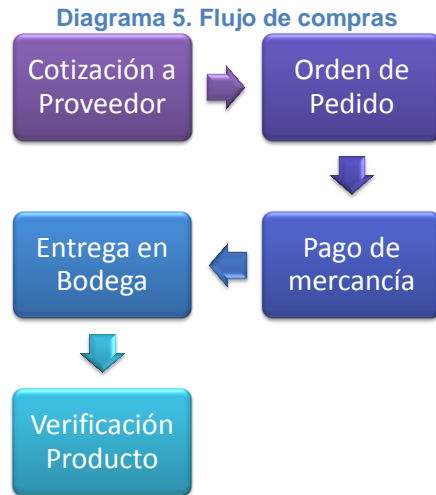 Diagrama 5. Flujo de compras
Cotización a
Proveedor
Orden de
Pedido
Pago de
mercancía
Entrega en
Bodega
Verificación
Producto